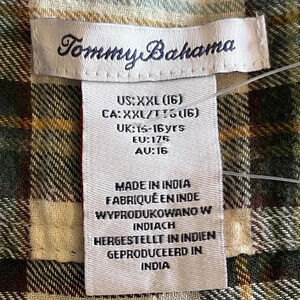 Tommy Bahama
US:XXL (16)
CA:XXL/TTG (16)
UK:15-16yrs
EU:176
AU:16
MADE IN INDIA
FABRIQUÉ EN INDE
WYPRODUKOWANO W
INDIACH
HERGESTELLT IN INDIEN
GEPRODUCEERD IN
INDIA